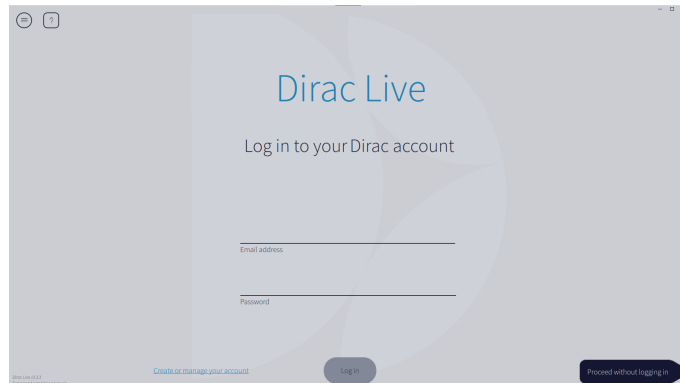 ?
Dirac Live
Log in to your Dirac account
Email address
Password
Create or manage your account
Log in
Proceed without logging in